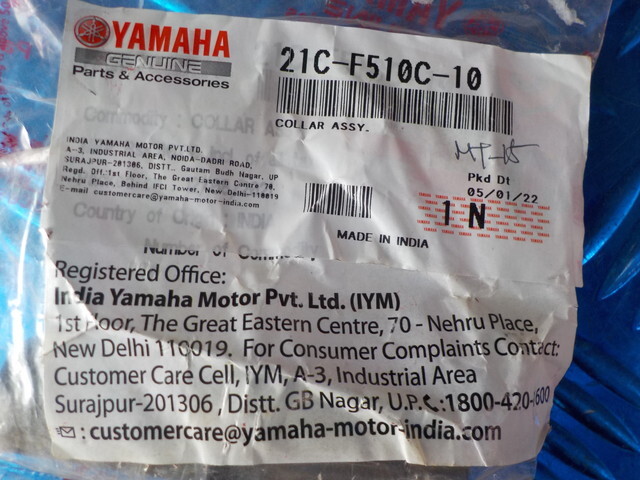 YAMAHA
GENUINE
Parts & Accessories
21C-F510C-10
COLLAR ASSY.
Commodity : COLLAR AS
INDIA YAMAHA MOTOR PVT.LTD.
A-3, INDUSTRIAL AREA, NOIDA-DADRI ROAD,
SURAJPUR-201306, DISTT.. Gautam Budh Nagar, UP
Regd. Off.:1st Floor, The Great Eastern Centre 70,
Nehru Place, Behind IFCI Tower, New Delhi-110019
E-mail customercare@yamaha-motor-india.com
MT-15
Pkd Dt
05/01/22
1 N
MADE IN INDIA
Country of
Number of
Registered Office:
India Yamaha Motor Pvt. Ltd. (IYM)
1st Floor, The Great Eastern Centre, 70 - Nehru Place,
New Delhi 110019. For Consumer Complaints Contact:
Customer Care Cell, IYM, A-3, Industrial Area
Surajpur-201306 , Distt. GB Nagar, U.P.C.:1800-420-1600
: customercare@yamaha-motor-india.com